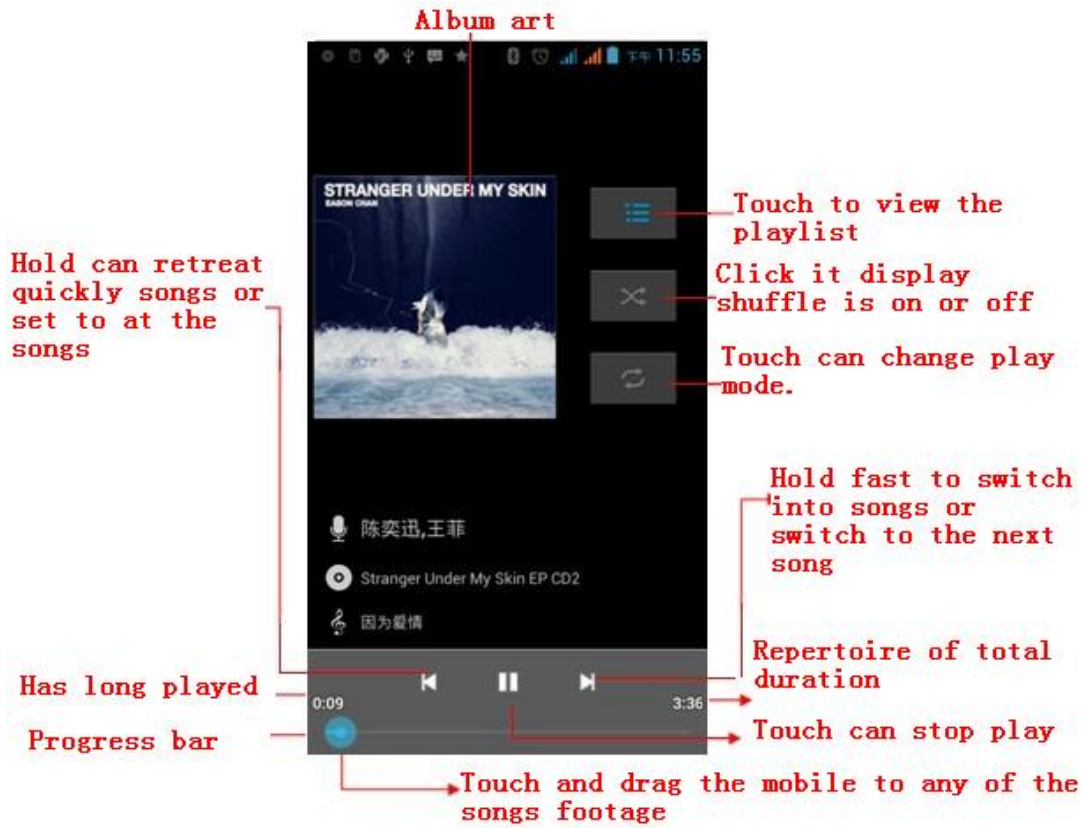 Album art
下午 11:55
STRANGER UNDER MY SKIN
EASON CHAN
Touch to view the
playlist
Hold can retreat
quickly songs or
set to at the
songs
Click it display
shuffle is on or off
Touch can change play
mode.
Hold fast to switch
into songs or
switch to the next
song
陈奕迅,王菲
Stranger Under My Skin EP CD2
因为爱情
Repertoire of total
duration
Has long played
0:09
3:36
Touch can stop play
Progress bar
Touch and drag the mobile to any of the
songs footage